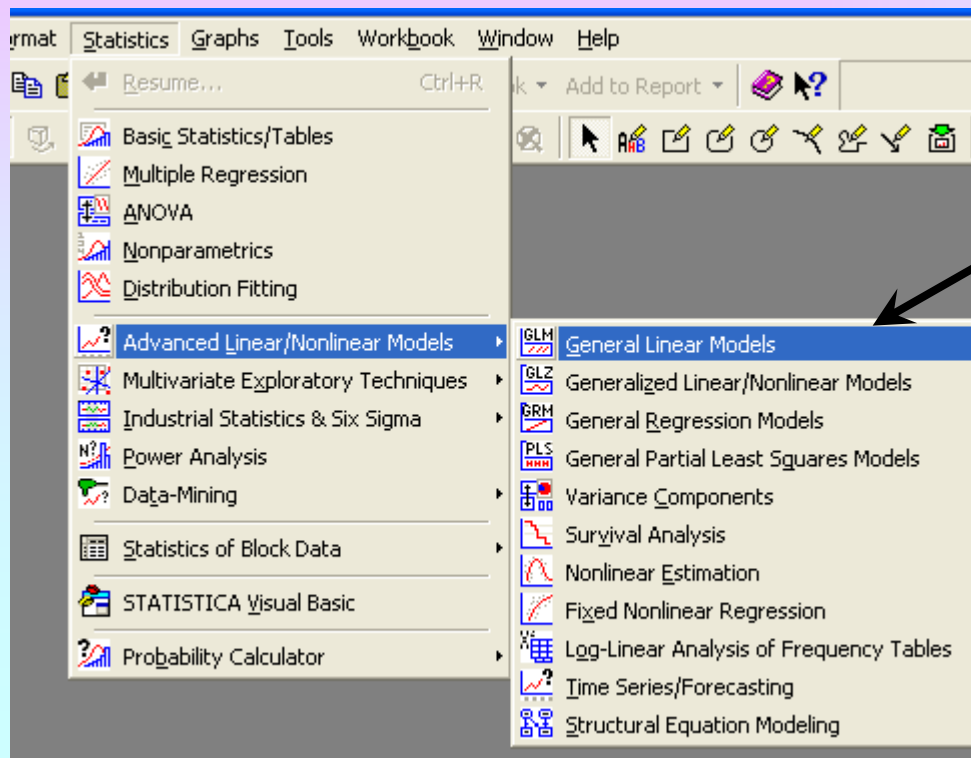 rmat Statistics Graphs Tools Workbook Window Help
Resume... Ctrl+R
k Add to Report
Basic Statistics/Tables
Multiple Regression
ANOVA
Nonparametrics
Distribution Fitting
Advanced Linear/Nonlinear Models
Multivariate Exploratory Techniques
Industrial Statistics & Six Sigma
Power Analysis
Data-Mining
Statistics of Block Data
STATISTICA Visual Basic
Probability Calculator
GLM General Linear Models
GLZ Generalized Linear/Nonlinear Models
GRM General Regression Models
PLS General Partial Least Squares Models
Variance Components
Survival Analysis
Nonlinear Estimation
Fixed Nonlinear Regression
Log-Linear Analysis of Frequency Tables
Time Series/Forecasting
Structural Equation Modeling